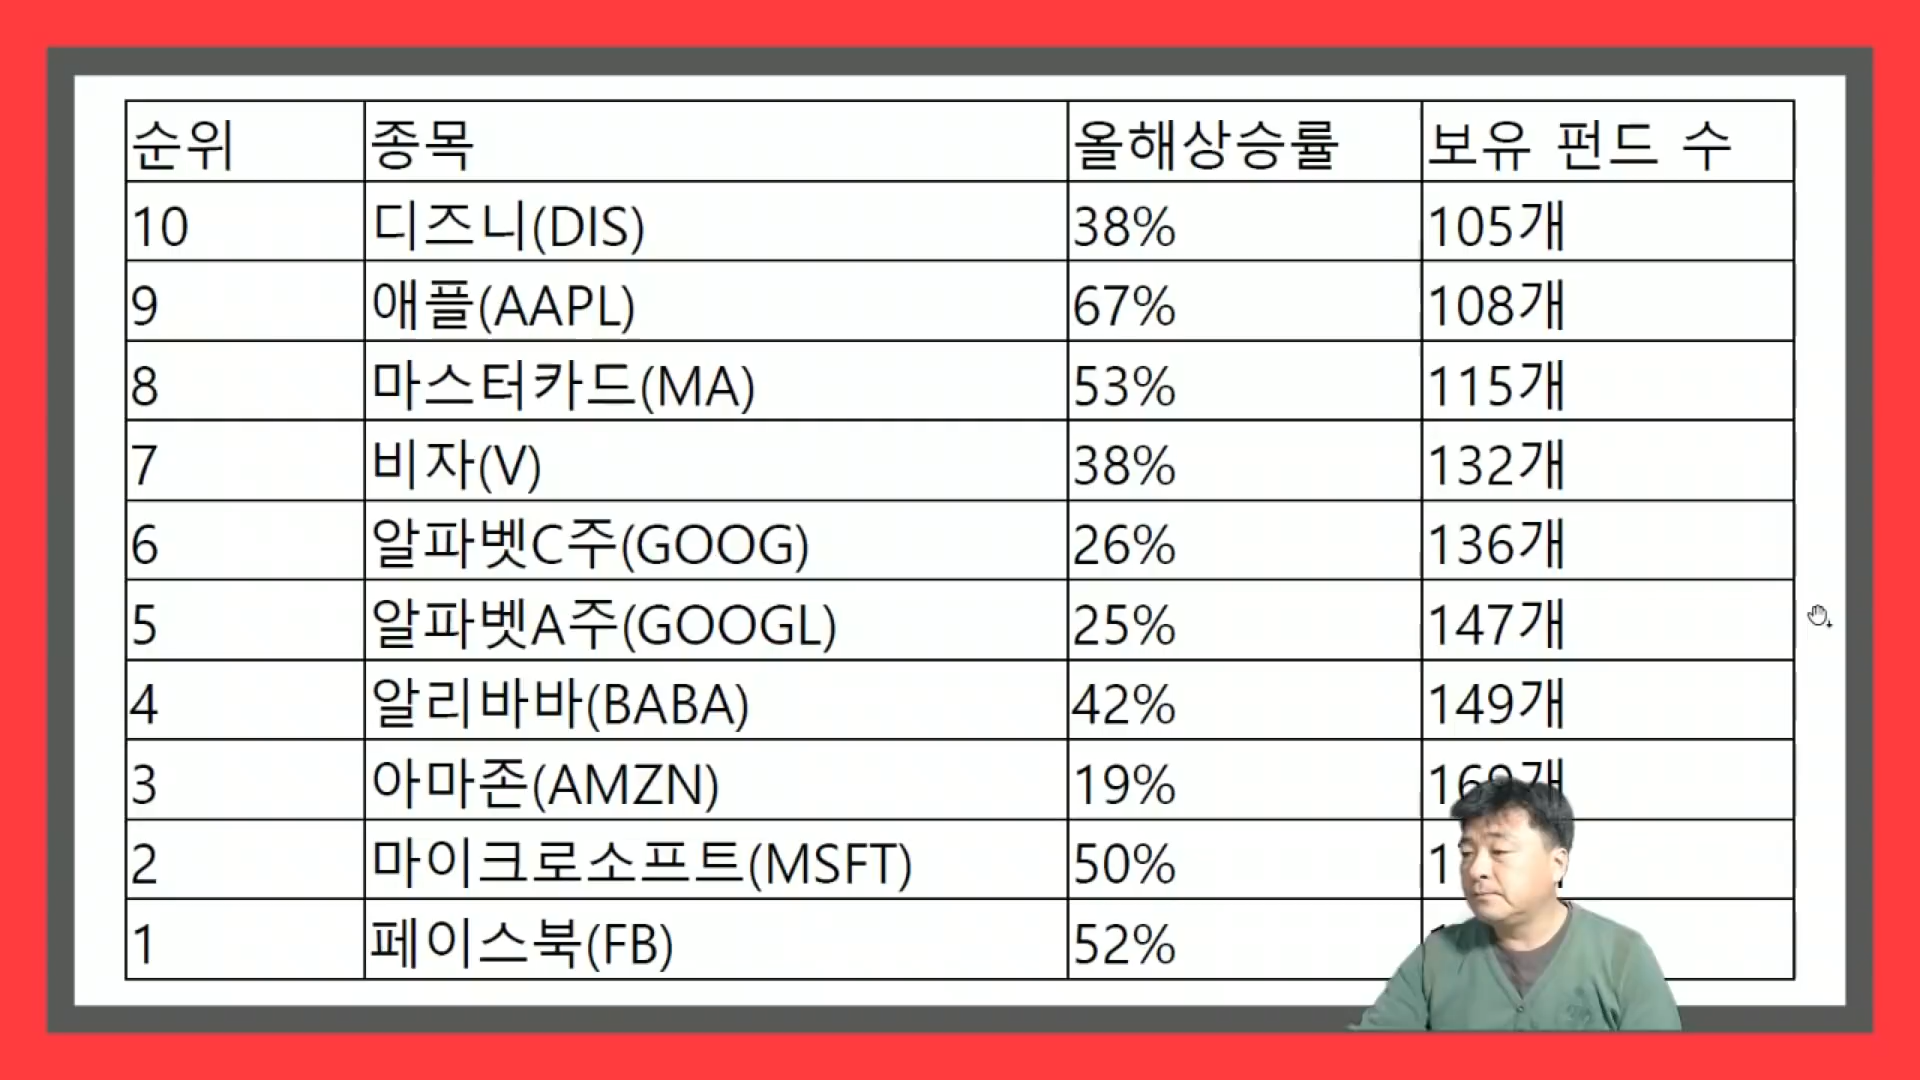 순위 종목 올해상승률 보유 펀드 수
10 디즈니(DIS) 38% 105개
9 애플(AAPL) 67% 108개
8 마스터카드(MA) 53% 115개
7 비자(V) 38% 132개
6 알파벳C주(GOOG) 26% 136개
5 알파벳A주(GOOGL) 25% 147개
4 알리바바(BABA) 42% 149개
3 아마존(AMZN) 19%
2 마이크로소프트(MSFT) 50%
1 페이스북(FB) 52%